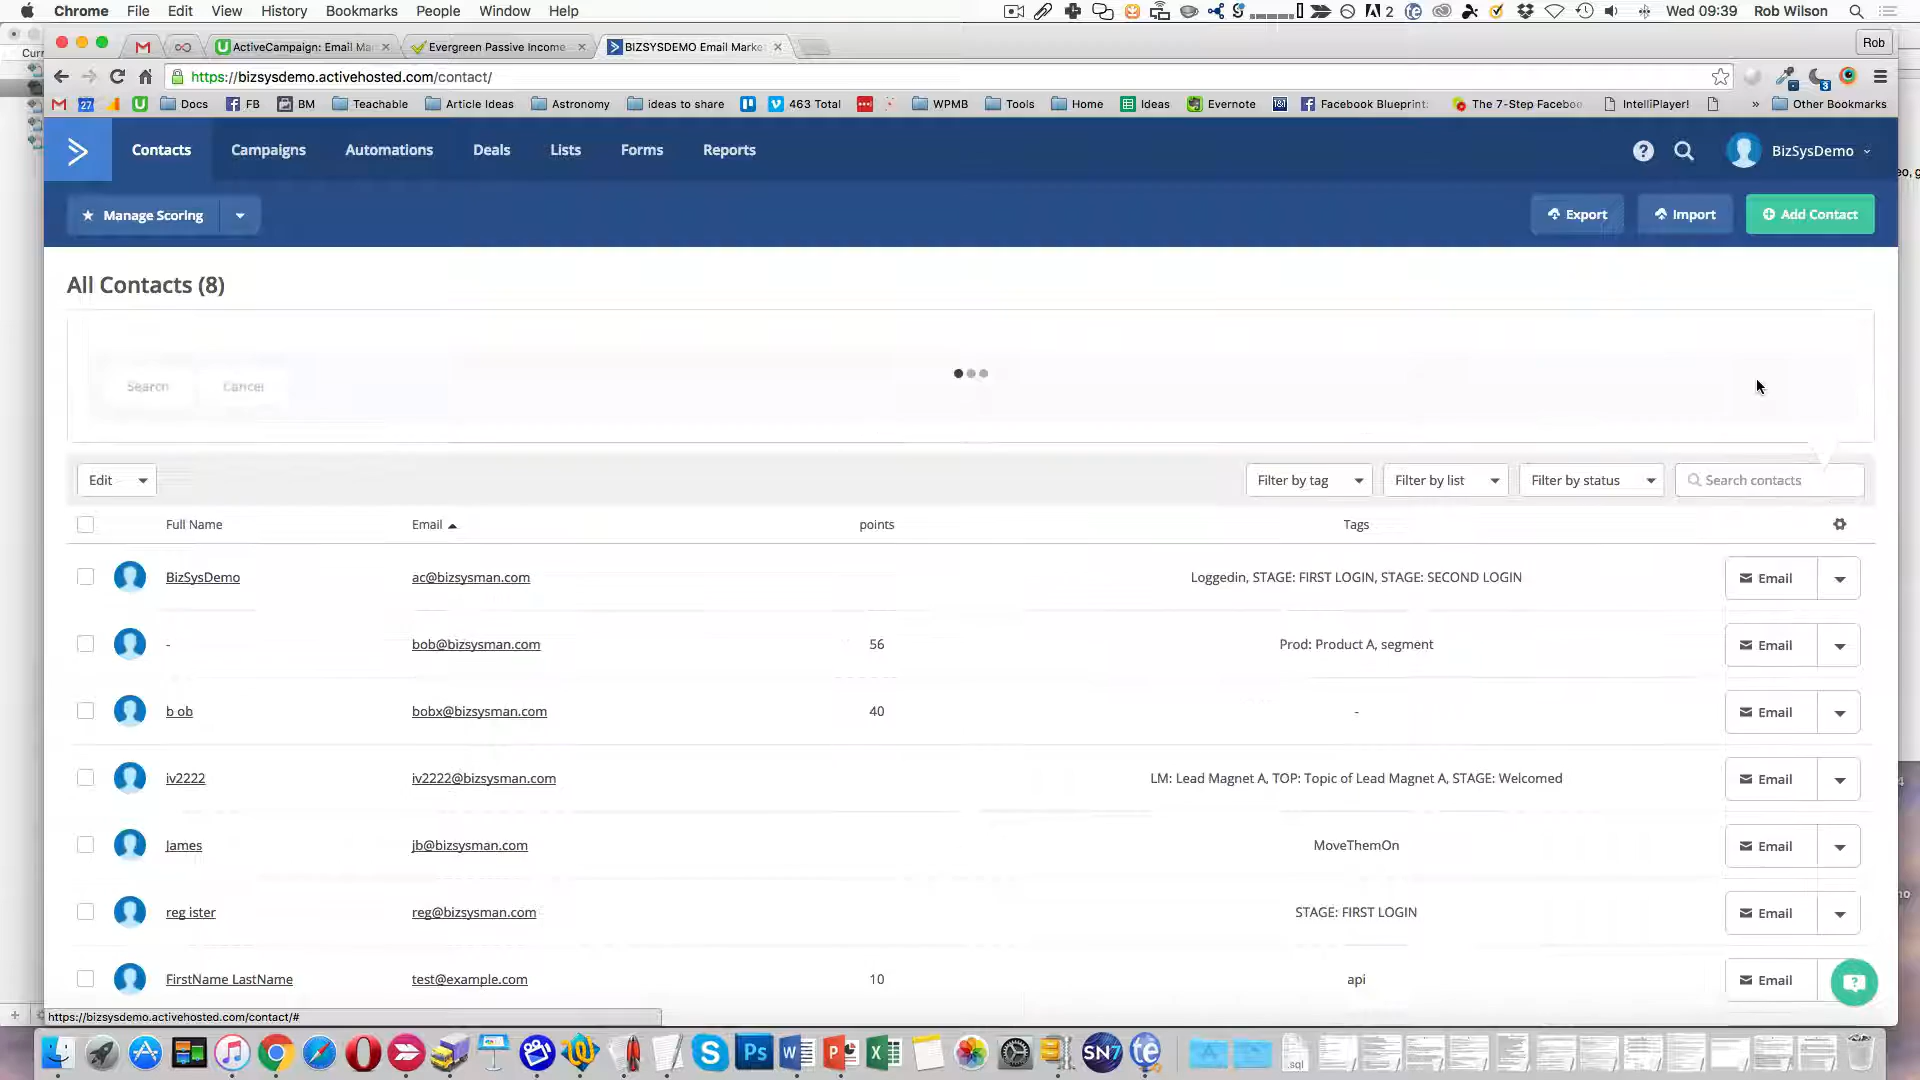 Chrome File Edit View History Bookmarks People Window Help
2
Wed 09:39 Rob Wilson
ActiveCampaign: Email Mar
Evergreen Passive Income
BIZSYSDEMO Email Marke
Rob
https://bizsysdemo.activehosted.com/contact/
27 Docs FB BM Teachable Article Ideas Astronomy ideas to share 463 Total WPMB Tools Home Ideas Evernote Facebook Blueprint The 7-Step Faceboo IntelliPlayer! » Other Bookmarks
Contacts Campaigns Automations Deals Lists Forms Reports
BizSysDemo
Manage Scoring
Export Import Add Contact
All Contacts (8)
Search Cancel
Edit Filter by tag Filter by list Filter by status Search contacts
Full Name Email points Tags
BizSysDemo ac@bizsysman.com Loggedin, STAGE: FIRST LOGIN, STAGE: SECOND LOGIN Email
- bob@bizsysman.com 56 Prod: Product A, segment Email
b ob bobx@bizsysman.com 40 - Email
iv2222 iv2222@bizsysman.com LM: Lead Magnet A, TOP: Topic of Lead Magnet A, STAGE: Welcomed Email
James jb@bizsysman.com MoveThemOn Email
reg ister reg@bizsysman.com STAGE: FIRST LOGIN Email
FirstName LastName test@example.com 10 api Email
https://bizsysdemo.activehosted.com/contact/#
Ps SN7 te .sql